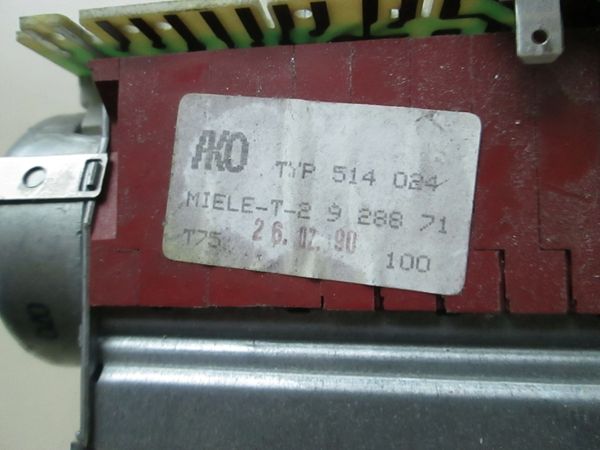 AKO TYP 514 024
MIELE-T-2 9 288 71
T75 26. 02. 90
100